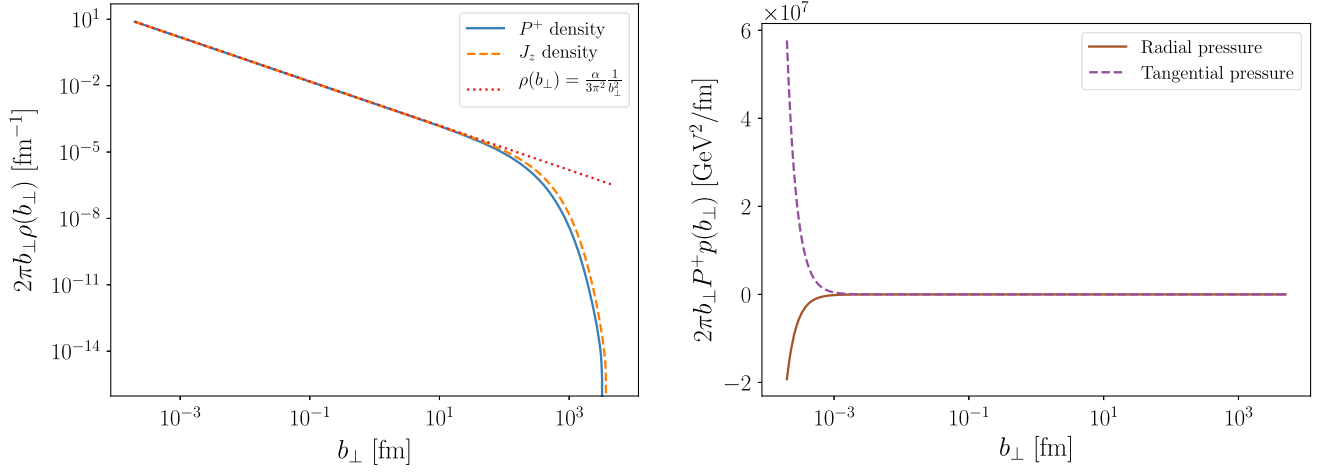 10¹
10⁻²
10⁻⁵
10⁻⁸
10⁻¹¹
10⁻¹⁴
2πb⊥ρ(b⊥) [fm⁻¹]
P⁺ density
J_z density
ρ(b⊥) = α/3π² 1/b²⊥
10⁻³
10⁻¹
10¹
10³
b⊥ [fm]
×10⁷
6
4
2
0
−2
2πb⊥P⁺p(b⊥) [GeV²/fm]
Radial pressure
Tangential pressure
10⁻³
10⁻¹
10¹
10³
b⊥ [fm]